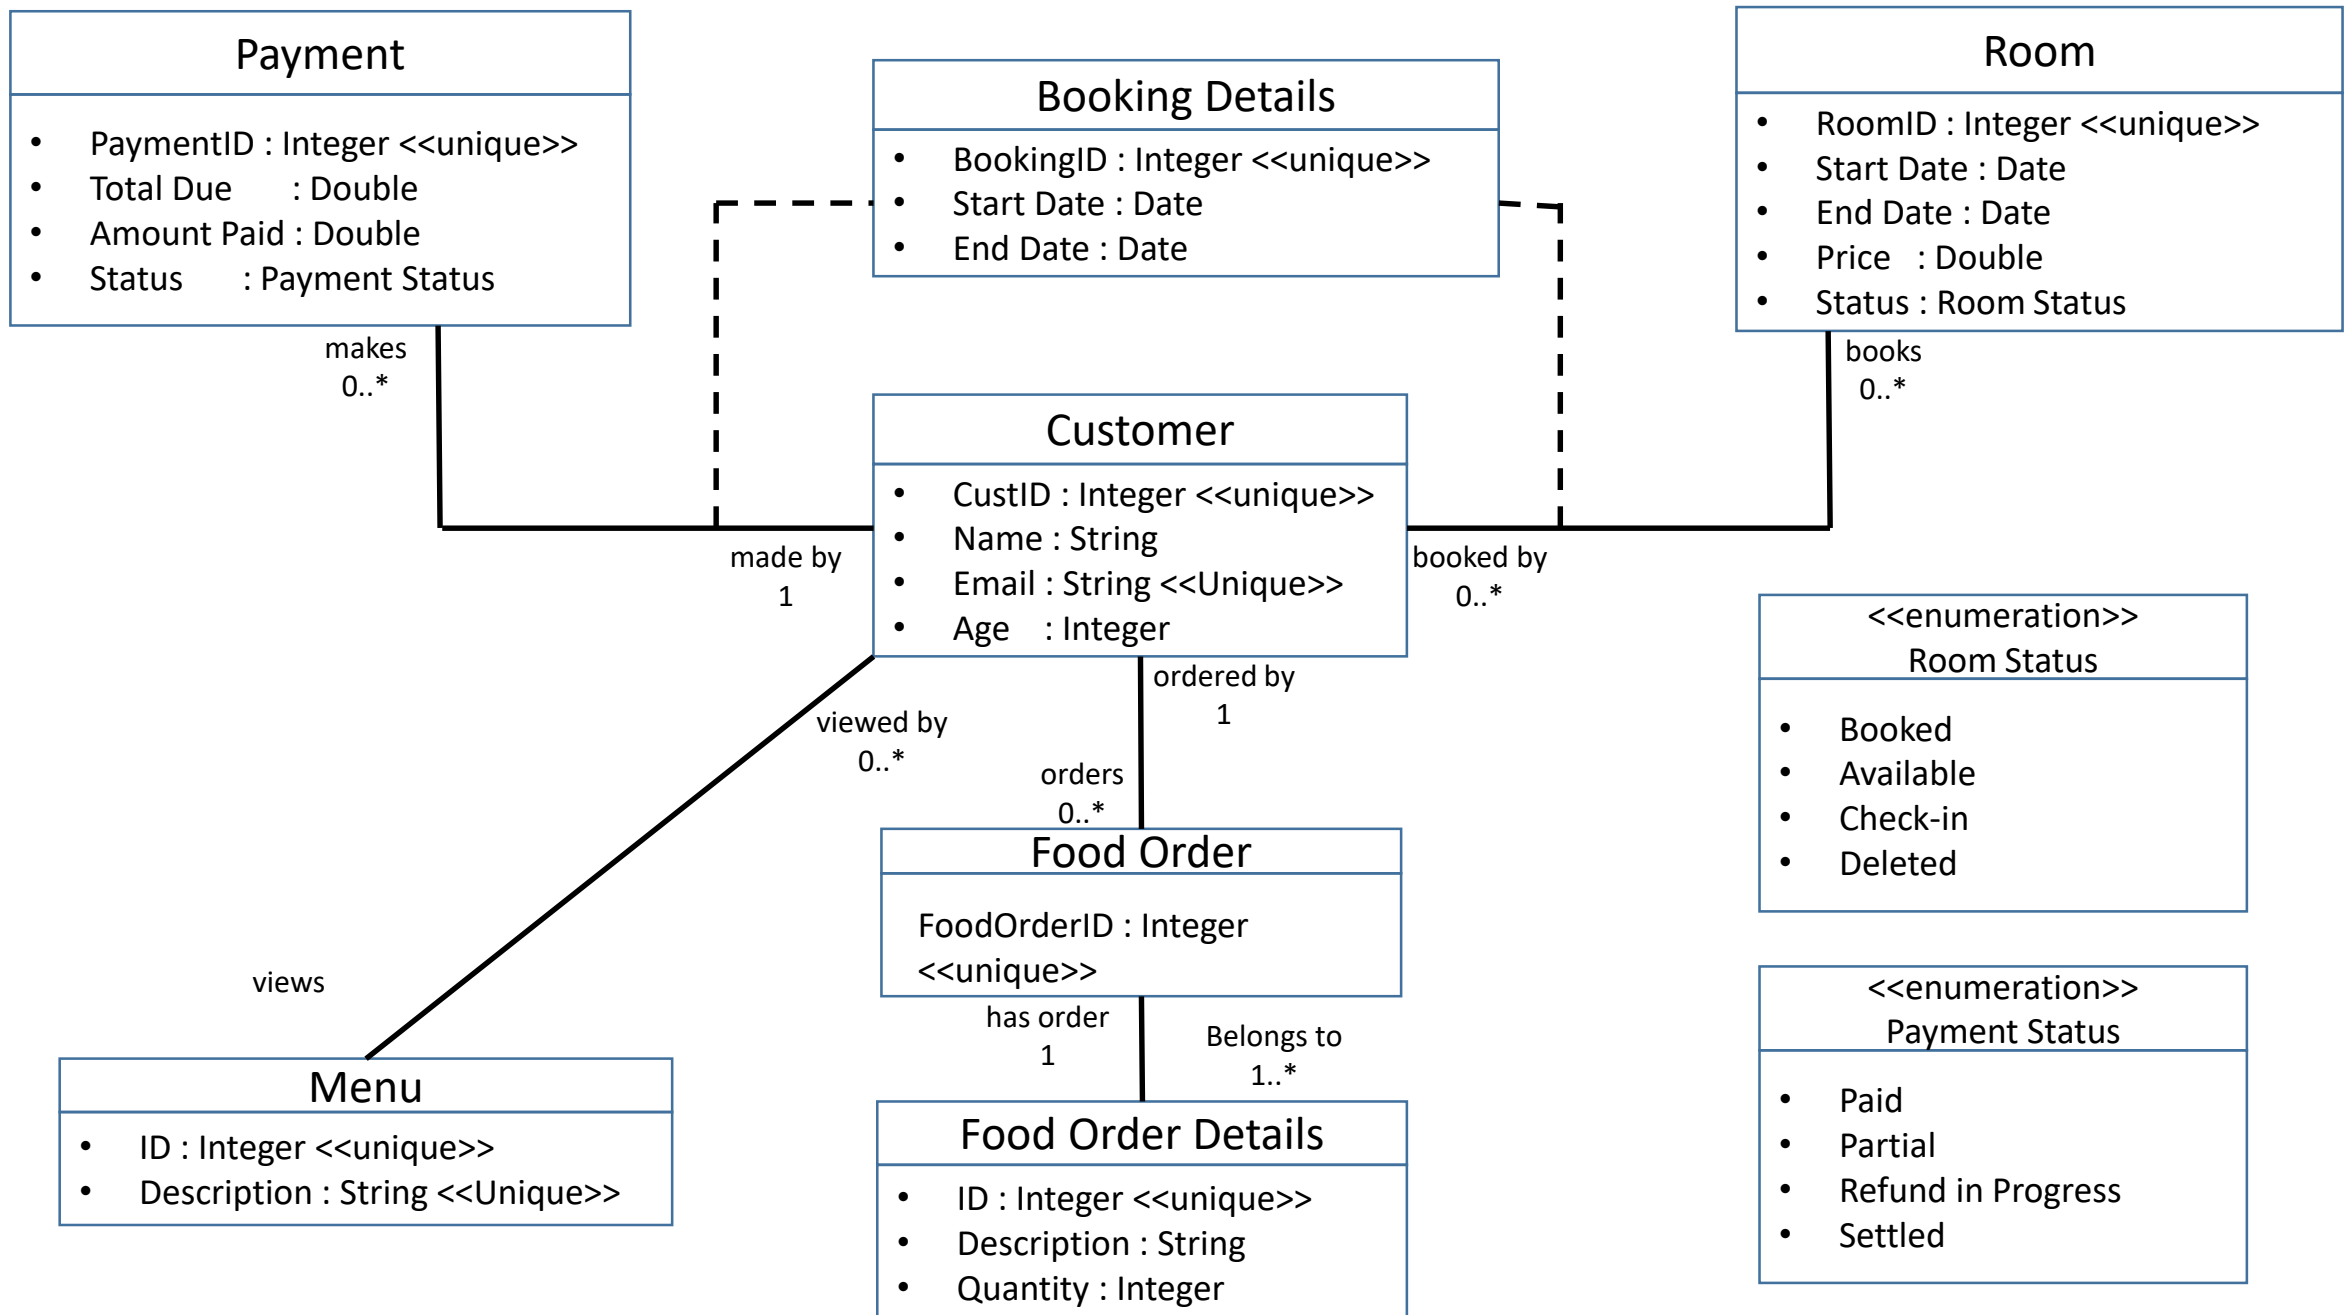 Payment
• PaymentID : Integer <<unique>>
• Total Due : Double
• Amount Paid : Double
• Status : Payment Status
Booking Details
• BookingID : Integer <<unique>>
• Start Date : Date
• End Date : Date
Room
• RoomID : Integer <<unique>>
• Start Date : Date
• End Date : Date
• Price : Double
• Status : Room Status
makes
0..*
books
0..*
Customer
• CustID : Integer <<unique>>
• Name : String
• Email : String <<Unique>>
• Age : Integer
made by
1
booked by
0..*
viewed by
0..*
ordered by
1
orders
0..*
views
Food Order
FoodOrderID : Integer
<<unique>>
has order
1
Belongs to
1..*
Menu
• ID : Integer <<unique>>
• Description : String <<Unique>>
Food Order Details
• ID : Integer <<unique>>
• Description : String
• Quantity : Integer
<<enumeration>>
Room Status
• Booked
• Available
• Check-in
• Deleted
<<enumeration>>
Payment Status
• Paid
• Partial
• Refund in Progress
• Settled